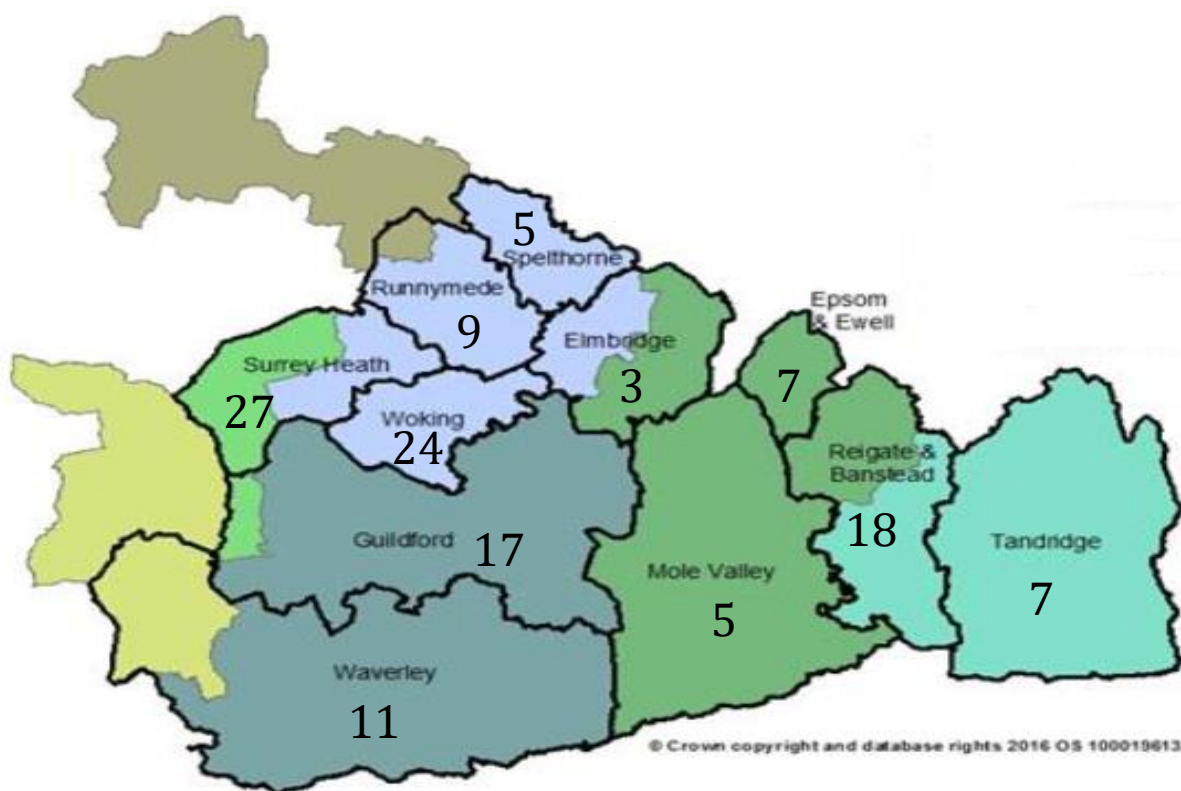 5
Spelthorne
Runnymede
9
Epsom
& Ewell
Elmbridge
3
7
Surrey Heath
27
Woking
24
Reigate &
Banstead
18
Guildford
17
Mole Valley
5
Tandridge
7
Waverley
11
© Crown copyright and database rights 2016 OS 100019613